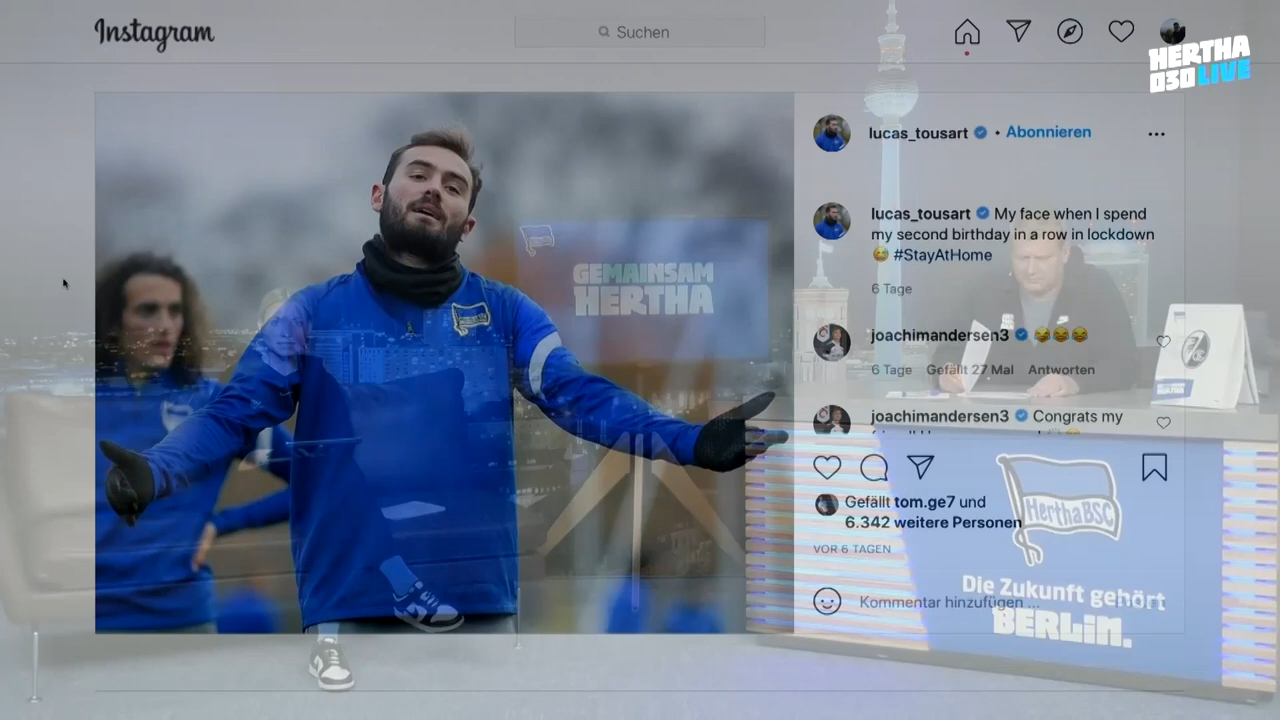 Instagram
Suchen
HERTHA
030 LIVE
lucas_tousart • Abonnieren
lucas_tousart My face when I spend
my second birthday in a row in lockdown
😅 #StayAtHome
6 Tage
joachimandersen3 😂😂😂
6 Tage Gefällt 27 Mal Antworten
joachimandersen3 Congrats my
GEMAINSAM
HERTHA
Gefällt tom.ge7 und
6.342 weitere Personen
VOR 6 TAGEN
Kommentar hinzufügen ...
Hertha BSC
Die Zukunft gehört
BERLiN.